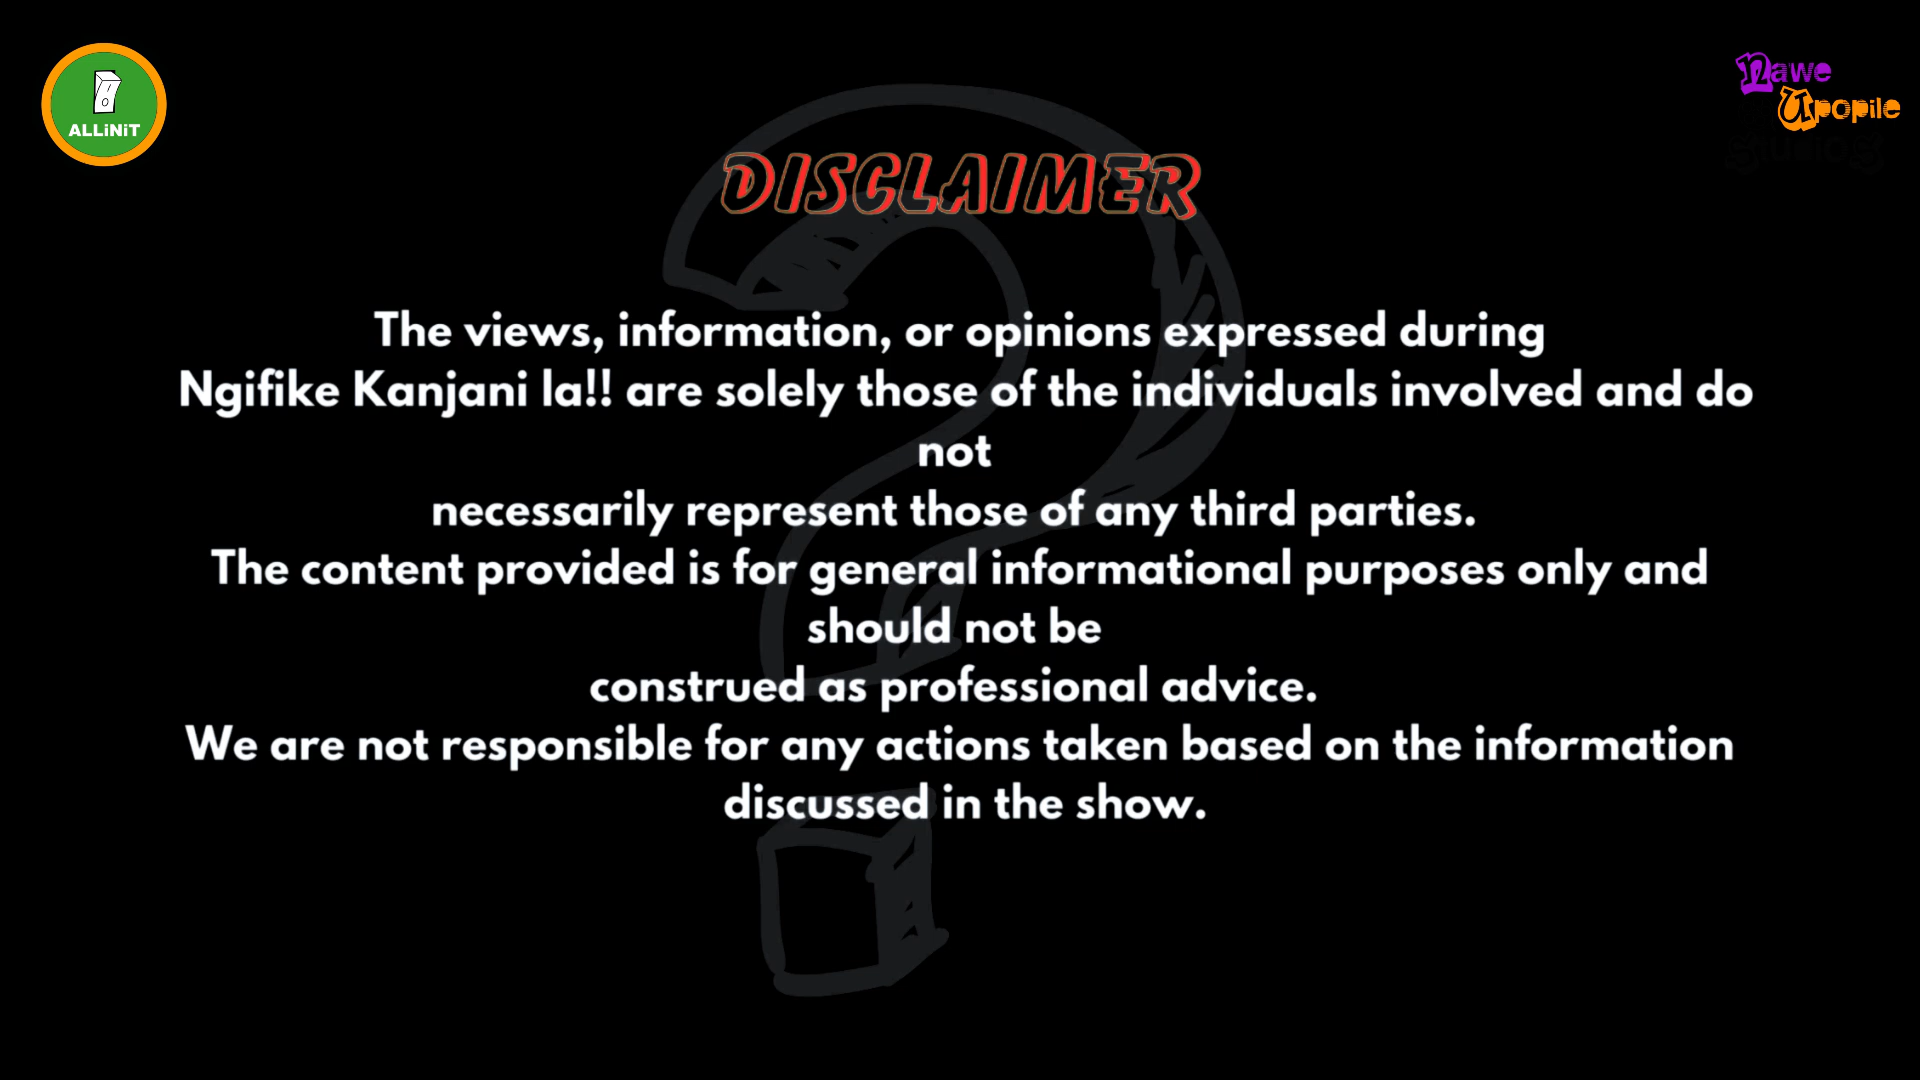 ALLiNiT
Nawe
Upopile
DISCLAIMER
The views, information, or opinions expressed during
Ngifike Kanjani la!! are solely those of the individuals involved and do
not
necessarily represent those of any third parties.
The content provided is for general informational purposes only and
should not be
construed as professional advice.
We are not responsible for any actions taken based on the information
discussed in the show.